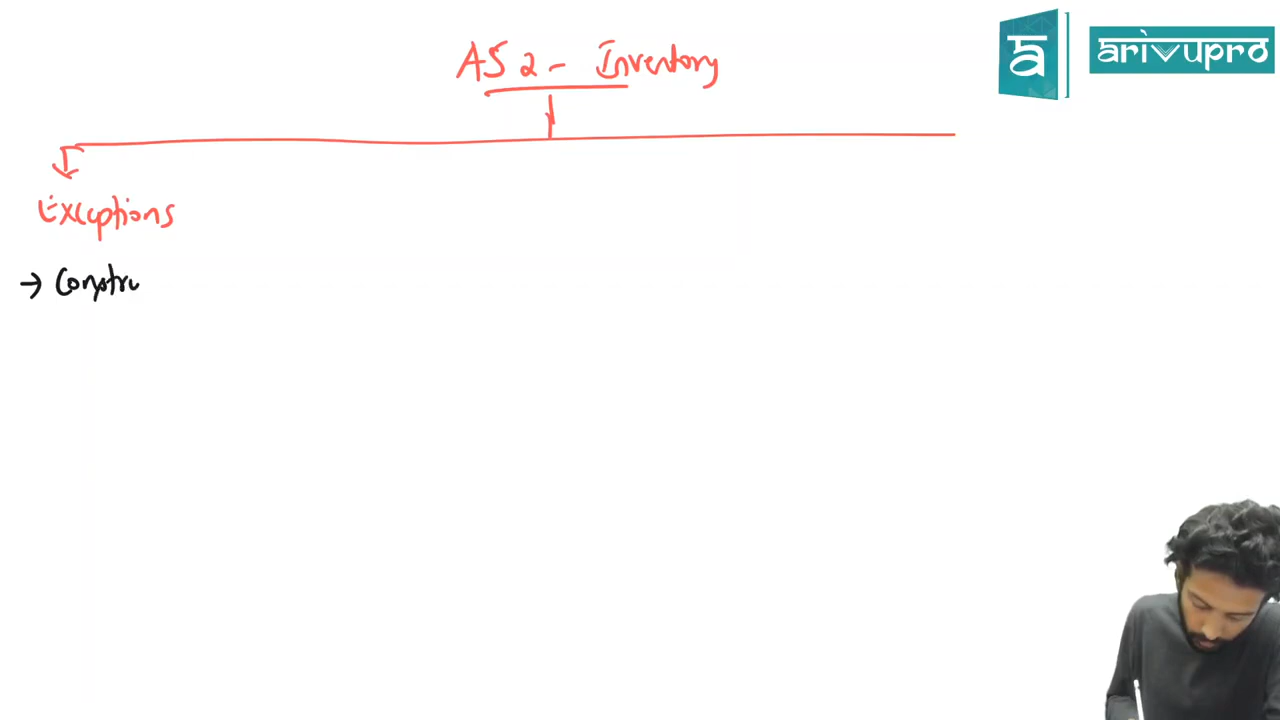 AS 2 - Inventory
arivupro
Exceptions
→ Constru